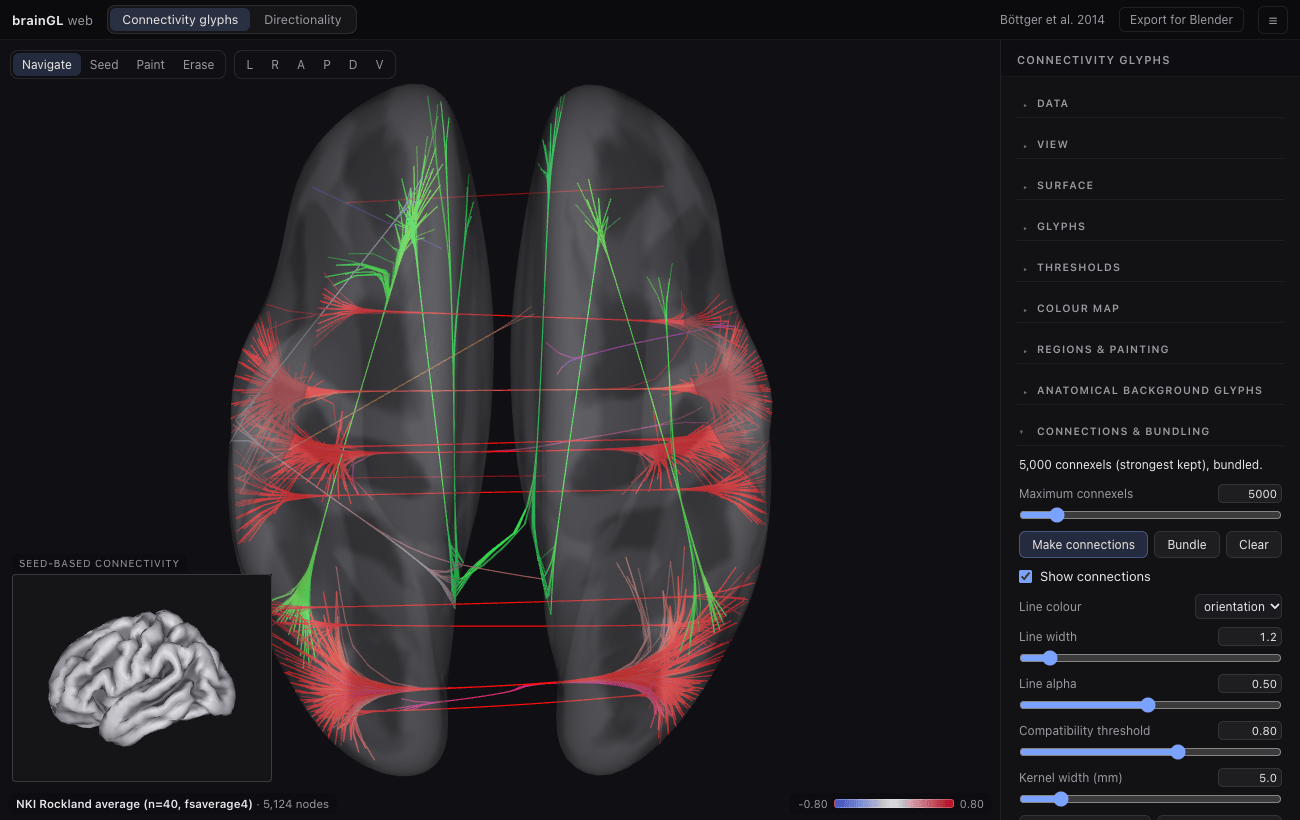 brainGL web
Connectivity glyphs
Directionality
Böttger et al. 2014
Export for Blender
≡
Navigate
Seed
Paint
Erase
L R A P D V
CONNECTIVITY GLYPHS
DATA
VIEW
SURFACE
GLYPHS
THRESHOLDS
COLOUR MAP
REGIONS & PAINTING
ANATOMICAL BACKGROUND GLYPHS
CONNECTIONS & BUNDLING
5,000 connexels (strongest kept), bundled.
Maximum connexels 5000
Make connections
Bundle
Clear
Show connections
Line colour orientation
Line width 1.2
Line alpha 0.50
Compatibility threshold 0.80
Kernel width (mm) 5.0
SEED-BASED CONNECTIVITY
NKI Rockland average (n=40, fsaverage4) · 5,124 nodes
-0.80 0.80